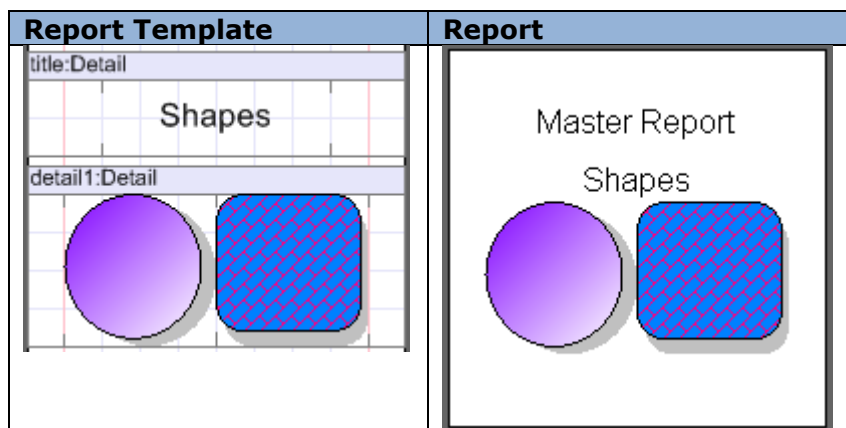 Report Template
Report
title:Detail
Shapes
detail1:Detail
Master Report
Shapes